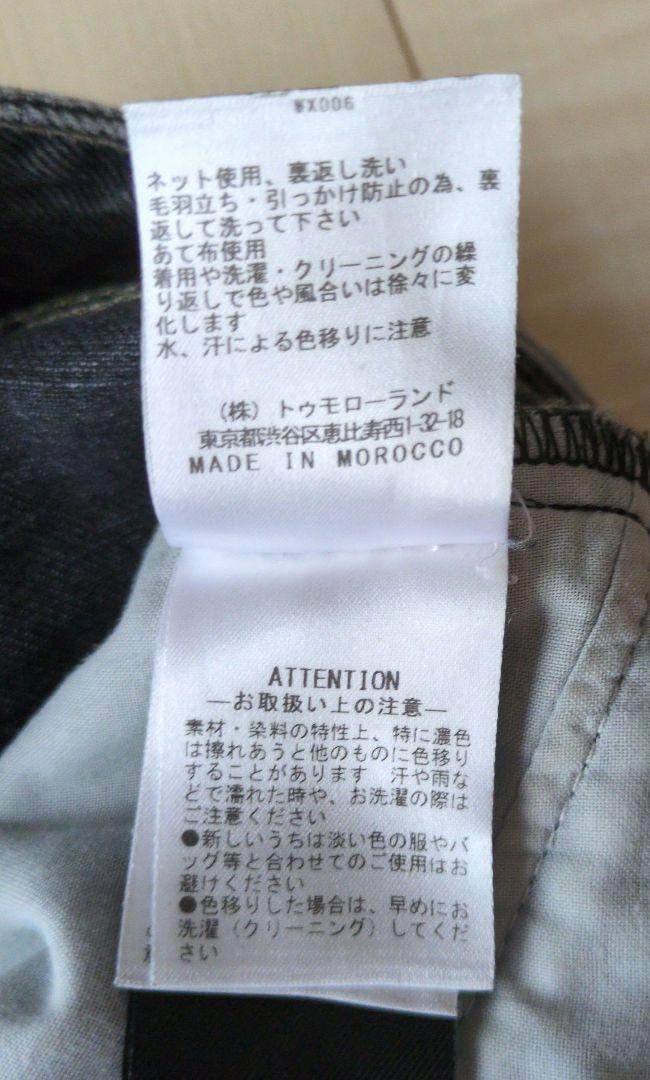 WX006
ネット使用、裏返し洗い
毛羽立ち・引っかけ防止の為、裏
返して洗って下さい
あて布使用
着用や洗濯・クリーニングの繰
り返しで色や風合いは徐々に変
化します
水、汗による色移りに注意
（株）トゥモローランド
東京都渋谷区恵比寿西1-32-18
MADE IN MOROCCO
ATTENTION
―お取扱い上の注意―
素材・染料の特性上、特に濃色
は擦れあうと他のものに色移り
することがあります　汗や雨な
どで濡れた時や、お洗濯の際は
ご注意ください
●新しいうちは淡い色の服やバ
ッグ等と合わせてのご使用はお
避けください
●色移りした場合は、早めにお
洗濯（クリーニング）してくだ
さい